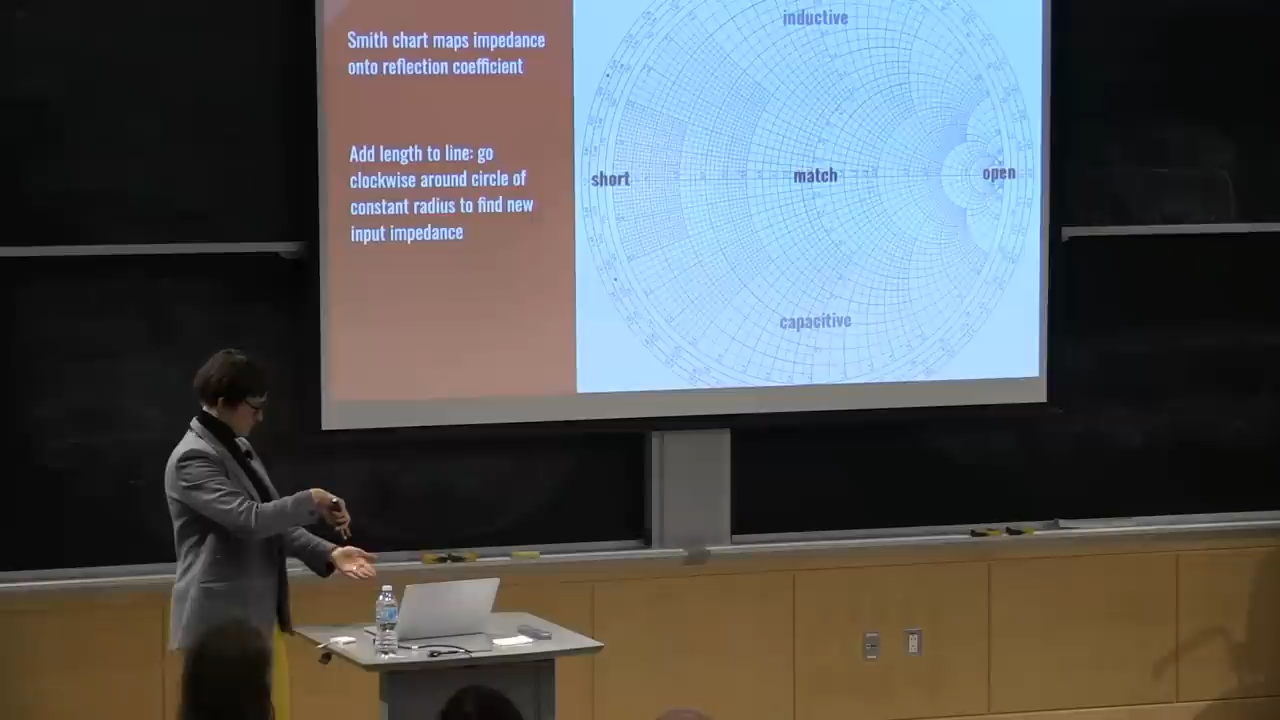 Smith chart maps impedance
onto reflection coefficient
Add length to line: go
clockwise around circle of
constant radius to find new
input impedance
inductive
short
match
open
capacitive